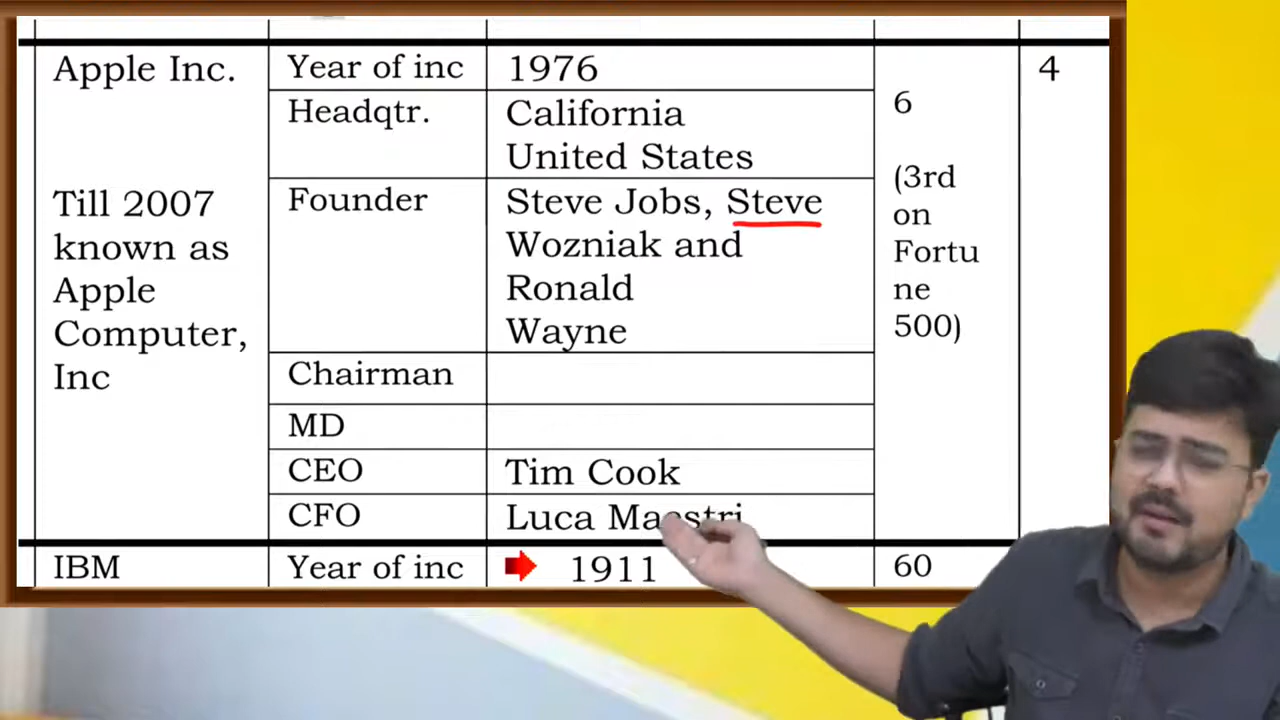 Apple Inc.
Till 2007
known as
Apple
Computer,
Inc
Year of inc
1976
Headqtr.
California
United States
Founder
Steve Jobs, Steve
Wozniak and
Ronald
Wayne
Chairman
MD
CEO
Tim Cook
CFO
Luca Maestri
6
(3rd
on
Fortu
ne
500)
4
IBM
Year of inc
1911
60